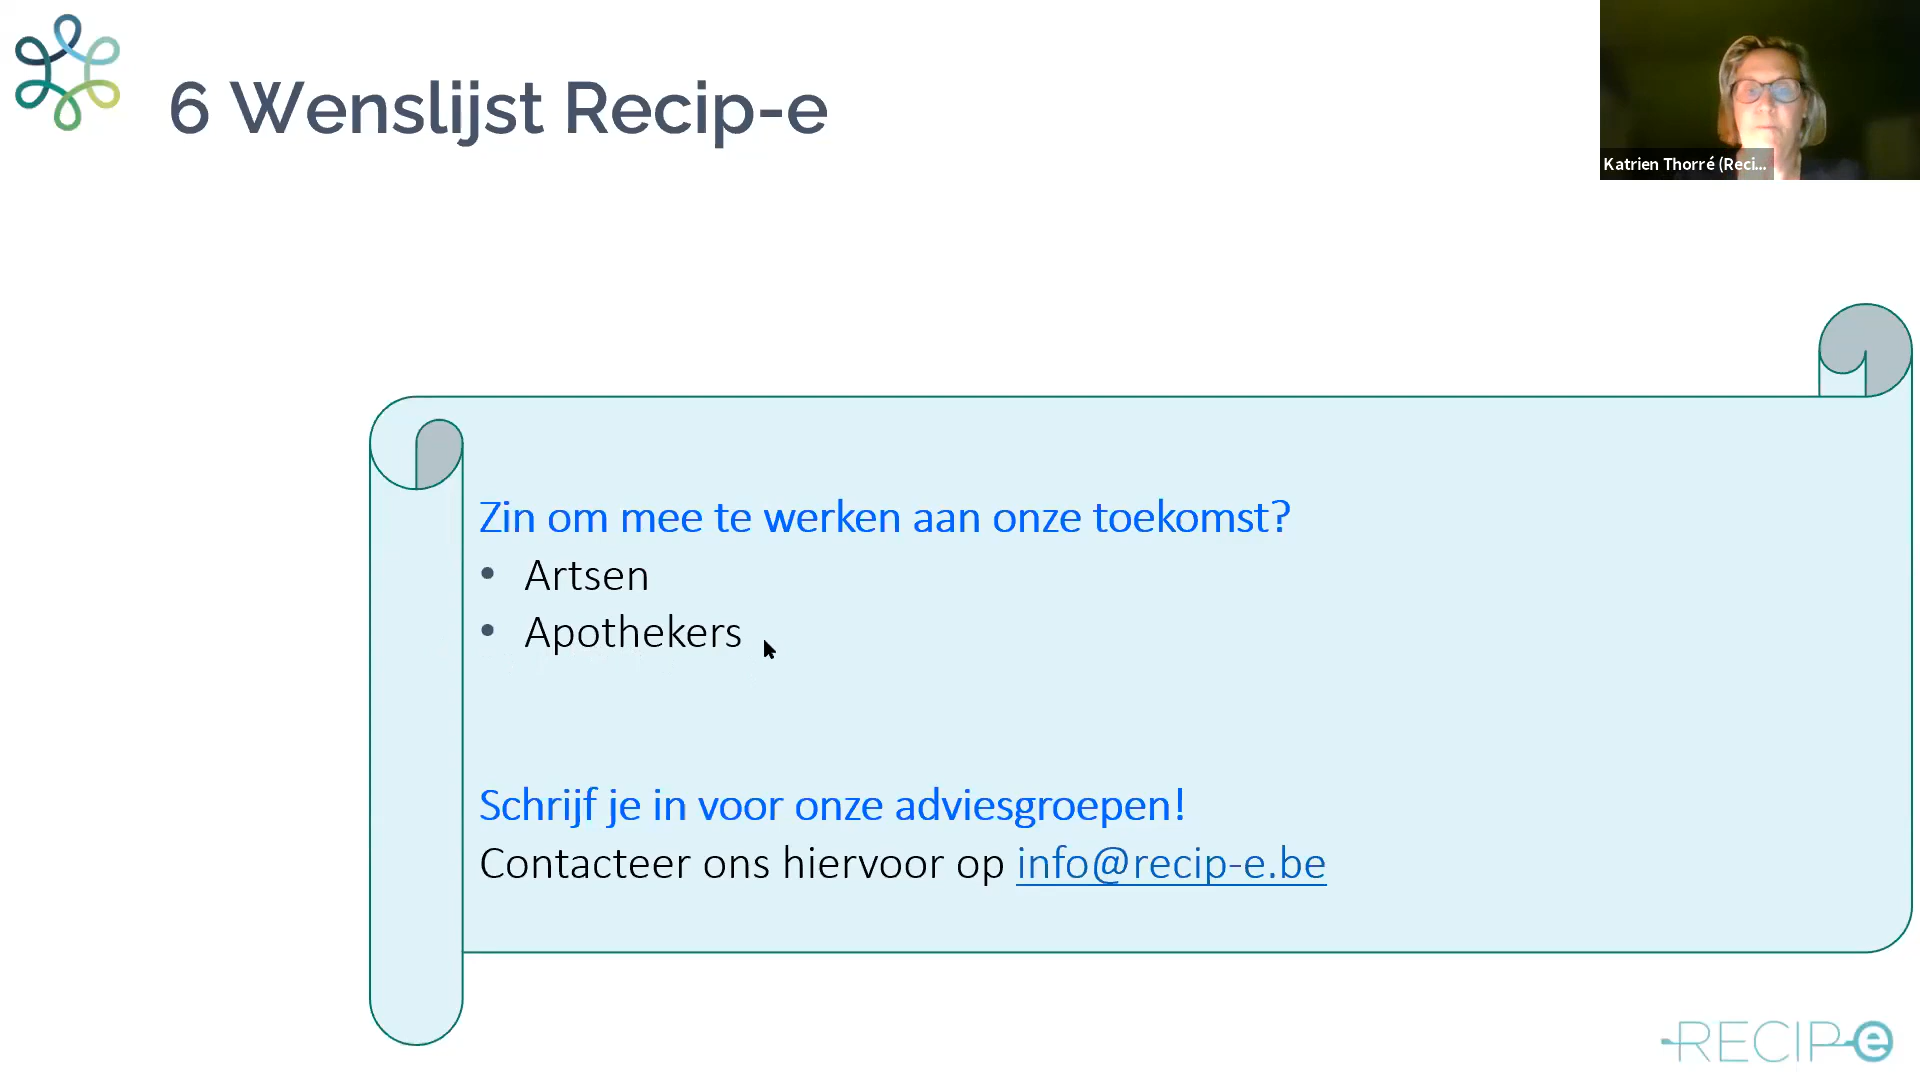 6 Wenslijst Recip-e
Katrien Thorré (Reci...
Zin om mee te werken aan onze toekomst?
• Artsen
• Apothekers
Schrijf je in voor onze adviesgroepen!
Contacteer ons hiervoor op info@recip-e.be
RECIP-e